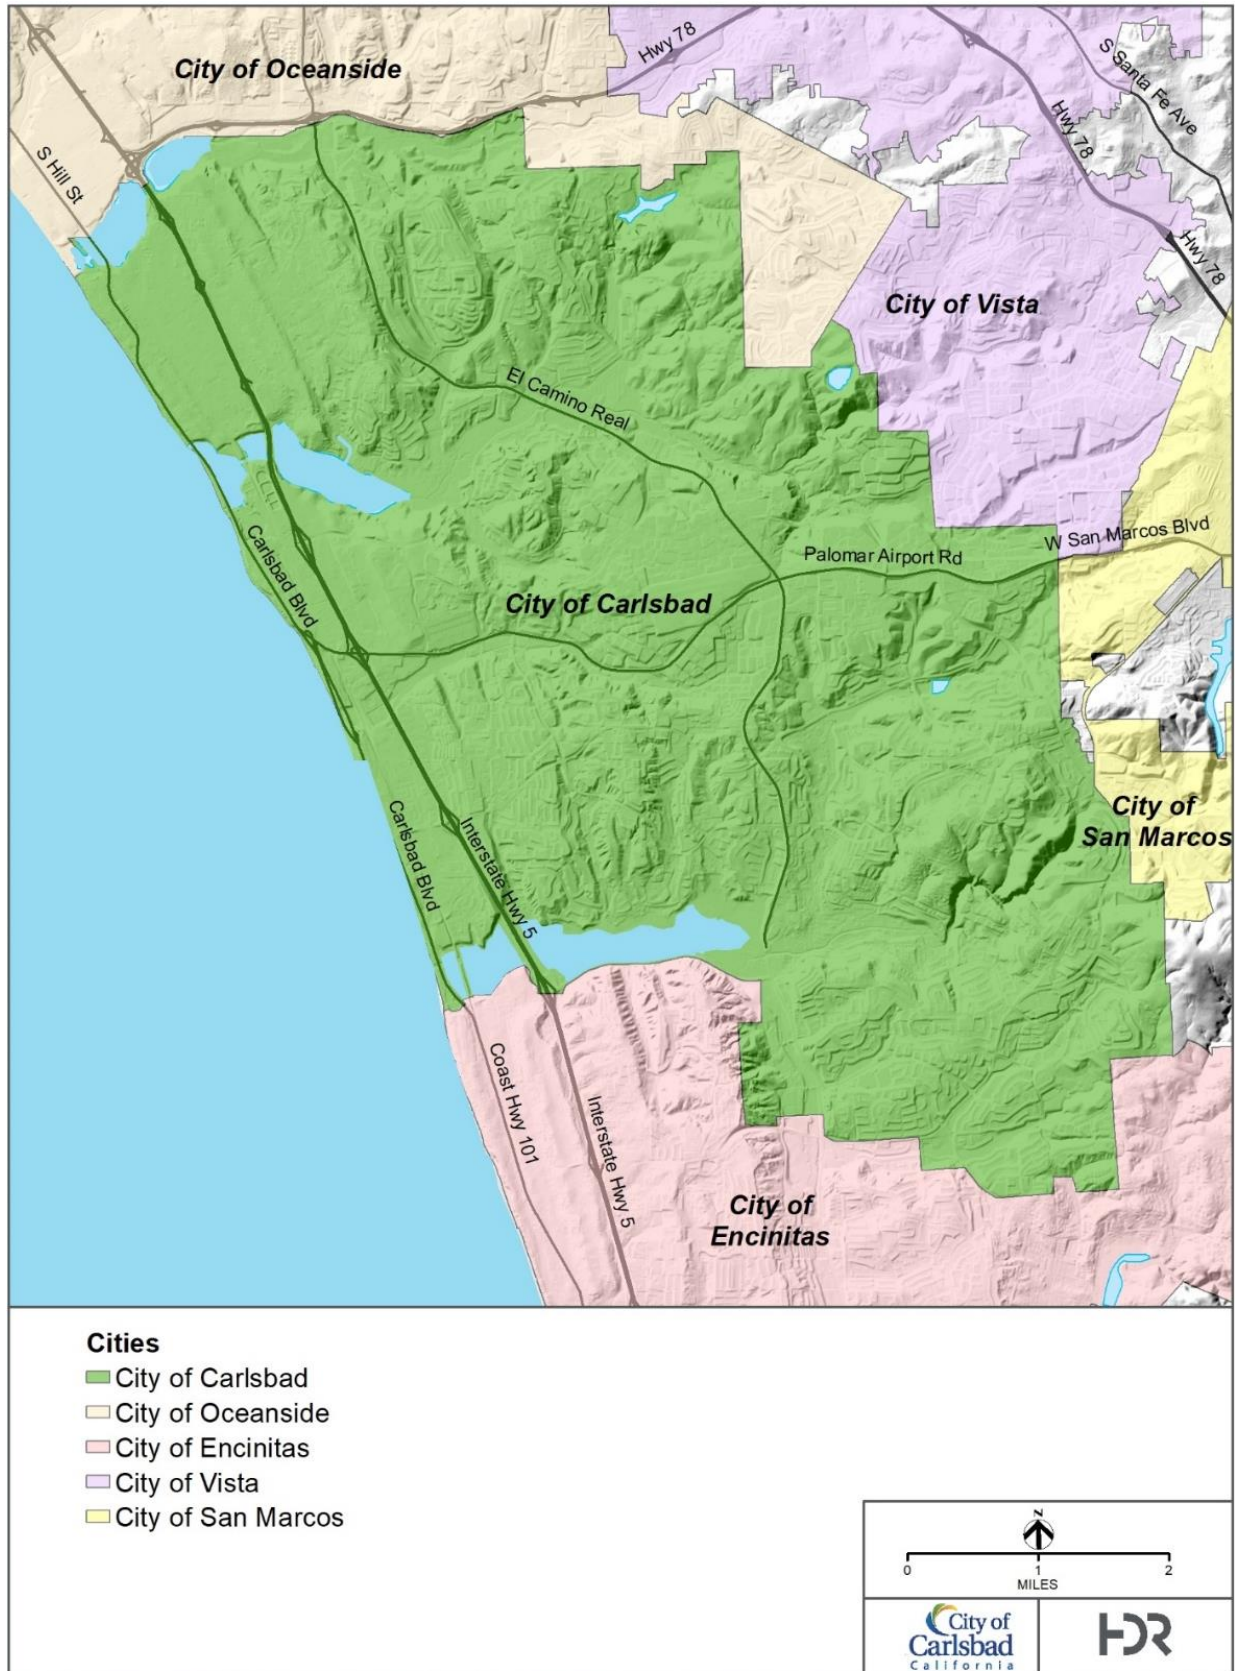 City of Oceanside
Hwy 78
S Santa Fe Ave
Hwy 78
S Hill St
Hwy 78
City of Vista
El Camino Real
W San Marcos Blvd
Palomar Airport Rd
Carlsbad Blvd
City of Carlsbad
City of
San Marcos
Carlsbad Blvd
Interstate Hwy 5
Coast Hwy 101
Interstate Hwy 5
City of
Encinitas
Cities
City of Carlsbad
City of Oceanside
City of Encinitas
City of Vista
City of San Marcos
N
0 1 2
MILES
City of
Carlsbad
California
HDR